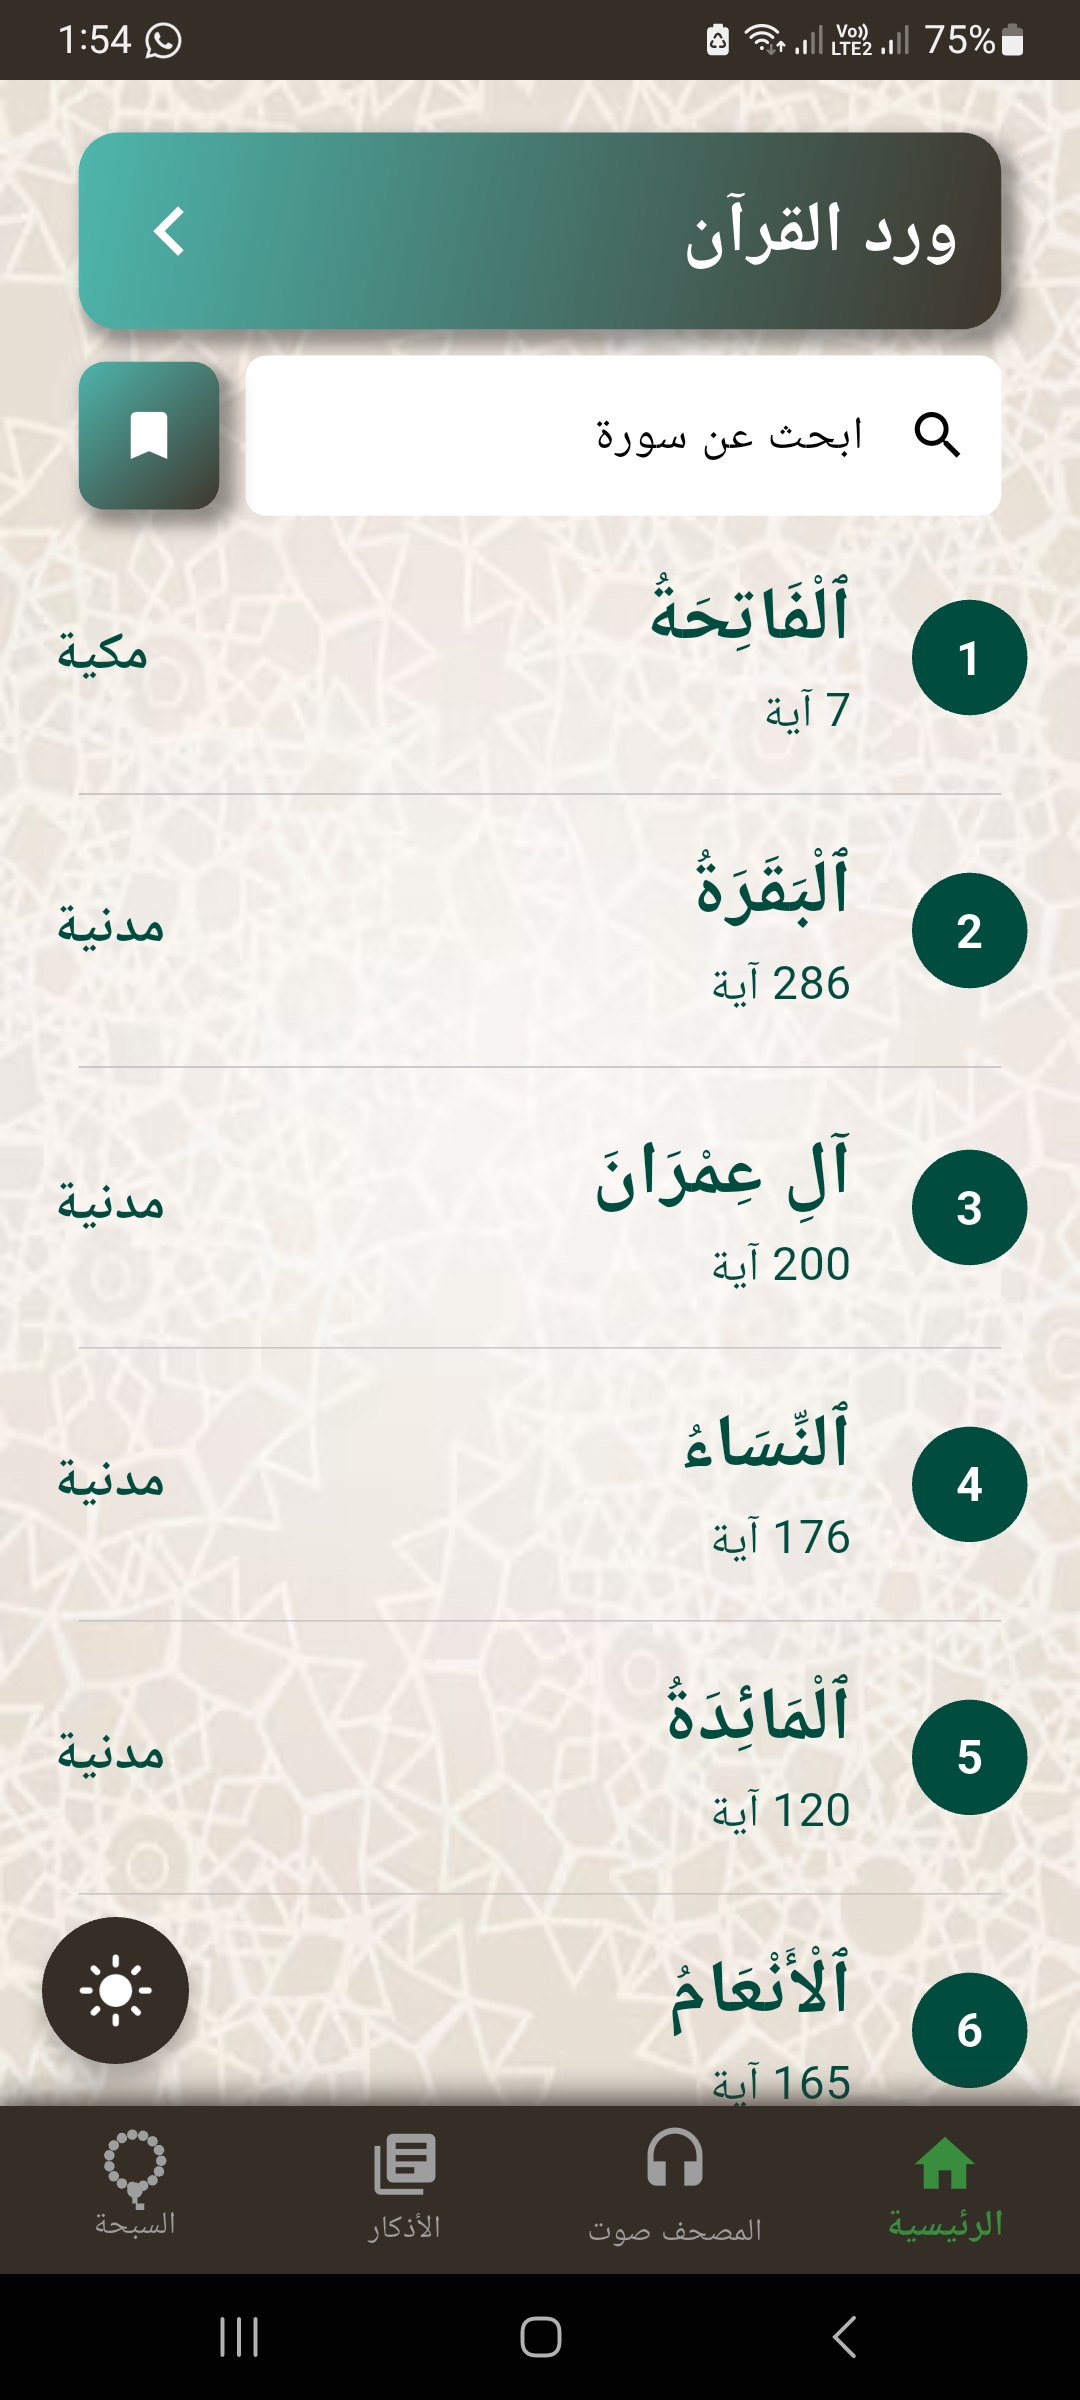 1:54
Vo))
LTE2
75%
ورد القرآن
ابحث عن سورة
1
ٱلْفَاتِحَةُ
7 آية
مكية
2
ٱلْبَقَرَةُ
286 آية
مدنية
3
آلِ عِمْرَانَ
200 آية
مدنية
4
ٱلنِّسَاءُ
176 آية
مدنية
5
ٱلْمَائِدَةُ
120 آية
مدنية
6
ٱلْأَنْعَامُ
165 آية
الرئيسية
المصحف صوت
الأذكار
السبحة